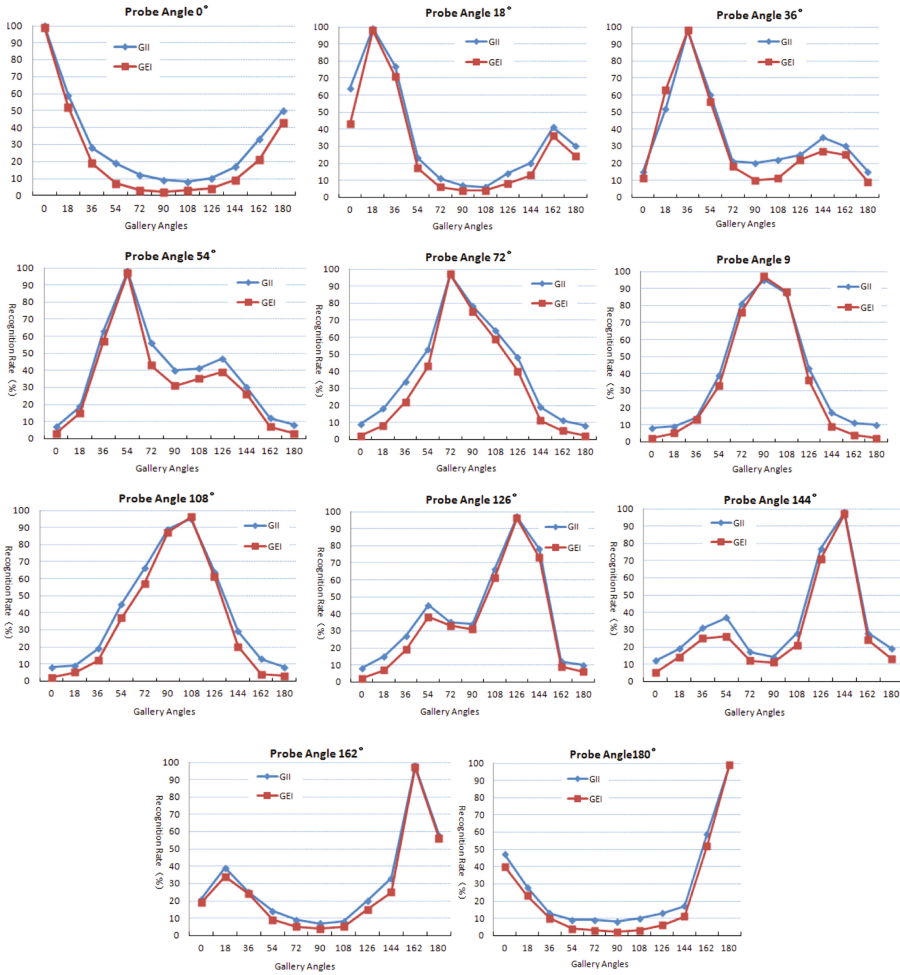 Probe Angle 0°
100
90
80
70
60
50
40
30
20
10
0
GII
GEI
0 18 36 54 72 90 108 126 144 162 180
Gallery Angles
Probe Angle 18°
100
90
80
70
60
50
40
30
20
10
0
GII
GEI
0 18 36 54 72 90 108 126 144 162 180
Gallery Angles
Probe Angle 36°
100
90
80
70
60
50
40
30
20
10
0
GII
GEI
0 18 36 54 72 90 108 126 144 162 180
Gallery Angles
Probe Angle 54°
Recognition Rate (%)
100
90
80
70
60
50
40
30
20
10
0
GII
GEI
0 18 36 54 72 90 108 126 144 162 180
Gallery Angles
Probe Angle 72°
Recognition Rate (%)
100
90
80
70
60
50
40
30
20
10
0
GII
GEI
0 18 36 54 72 90 108 126 144 162 180
Gallery Angles
Probe Angle 9
Recognition Rate (%)
100
90
80
70
60
50
40
30
20
10
0
GII
GEI
0 18 36 54 72 90 108 126 144 162 180
Gallery Angles
Probe Angle 108°
Recognition Rate (%)
100
90
80
70
60
50
40
30
20
10
0
GII
GEI
0 18 36 54 72 90 108 126 144 162 180
Gallery Angles
Probe Angle 126°
Recognition Rate (%)
100
90
80
70
60
50
40
30
20
10
0
GII
GEI
0 18 36 54 72 90 108 126 144 162 180
Gallery Angles
Probe Angle 144°
Recognition Rate (%)
100
90
80
70
60
50
40
30
20
10
0
GII
GEI
0 18 36 54 72 90 108 126 144 162 180
Gallery Angles
Probe Angle 162°
Recognition Rate (%)
100
90
80
70
60
50
40
30
20
10
0
GII
GEI
0 18 36 54 72 90 108 126 144 162 180
Gallery Angles
Probe Angle180°
Recognition Rate (%)
100
90
80
70
60
50
40
30
20
10
0
GII
GEI
0 18 36 54 72 90 108 126 144 162 180
Gallery Angles